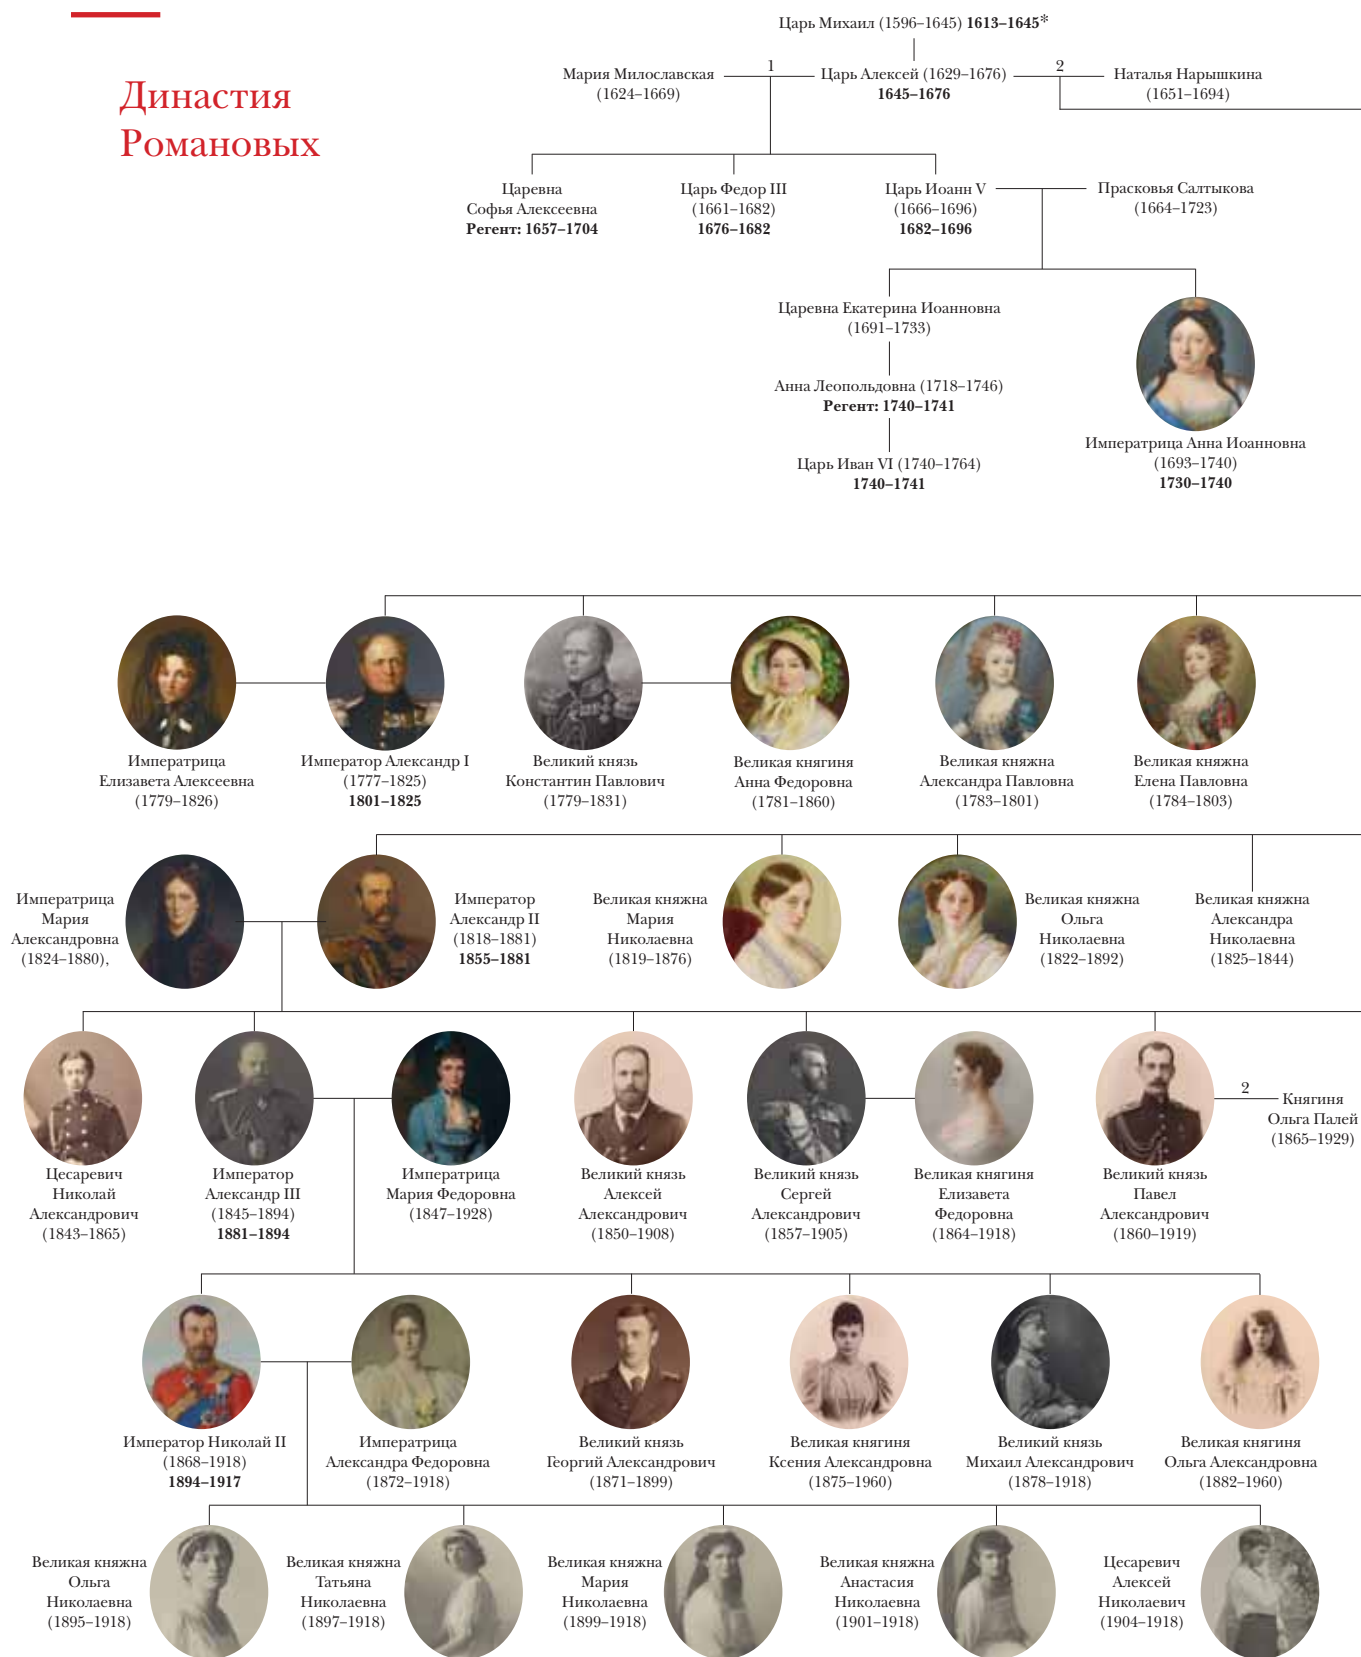 Династия
Романовых
Царь Михаил (1596–1645) 1613–1645*
Мария Милославская
(1624–1669)
1
Царь Алексей (1629–1676)
1645–1676
2
Наталья Нарышкина
(1651–1694)
Царевна
Софья Алексеевна
Регент: 1657–1704
Царь Федор III
(1661–1682)
1676–1682
Царь Иоанн V
(1666–1696)
1682–1696
Прасковья Салтыкова
(1664–1723)
Царевна Екатерина Иоанновна
(1691–1733)
Анна Леопольдовна (1718–1746)
Регент: 1740–1741
Царь Иван VI (1740–1764)
1740–1741
Императрица Анна Иоанновна
(1693–1740)
1730–1740
Императрица
Елизавета Алексеевна
(1779–1826)
Император Александр I
(1777–1825)
1801–1825
Великий князь
Константин Павлович
(1779–1831)
Великая княгиня
Анна Федоровна
(1781–1860)
Великая княжна
Александра Павловна
(1783–1801)
Великая княжна
Елена Павловна
(1784–1803)
Императрица
Мария
Александровна
(1824–1880),
Император
Александр II
(1818–1881)
1855–1881
Великая княжна
Мария
Николаевна
(1819–1876)
Великая княжна
Ольга
Николаевна
(1822–1892)
Великая княжна
Александра
Николаевна
(1825–1844)
Цесаревич
Николай
Александрович
(1843–1865)
Император
Александр III
(1845–1894)
1881–1894
Императрица
Мария Федоровна
(1847–1928)
Великий князь
Алексей
Александрович
(1850–1908)
Великий князь
Сергей
Александрович
(1857–1905)
Великая княгиня
Елизавета
Федоровна
(1864–1918)
Великий князь
Павел
Александрович
(1860–1919)
2
Княгиня
Ольга Палей
(1865–1929)
Император Николай II
(1868–1918)
1894–1917
Императрица
Александра Федоровна
(1872–1918)
Великий князь
Георгий Александрович
(1871–1899)
Великая княгиня
Ксения Александровна
(1875–1960)
Великий князь
Михаил Александрович
(1878–1918)
Великая княгиня
Ольга Александровна
(1882–1960)
Великая княжна
Ольга
Николаевна
(1895–1918)
Великая княжна
Татьяна
Николаевна
(1897–1918)
Великая княжна
Мария
Николаевна
(1899–1918)
Великая княжна
Анастасия
Николаевна
(1901–1918)
Цесаревич
Алексей
Николаевич
(1904–1918)